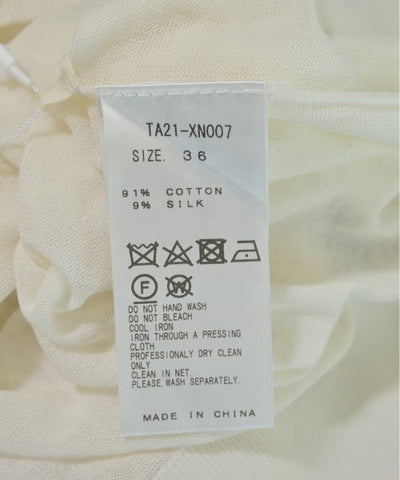 TA21-XN007
SIZE. 36
91% COTTON
9% SILK
F W
DO NOT HAND WASH
DO NOT BLEACH
COOL IRON
IRON THROUGH A PRESSING
CLOTH
PROFESSIONALY DRY CLEAN
ONLY
CLEAN IN NET.
PLEASE, WASH SEPARATELY.
MADE IN CHINA